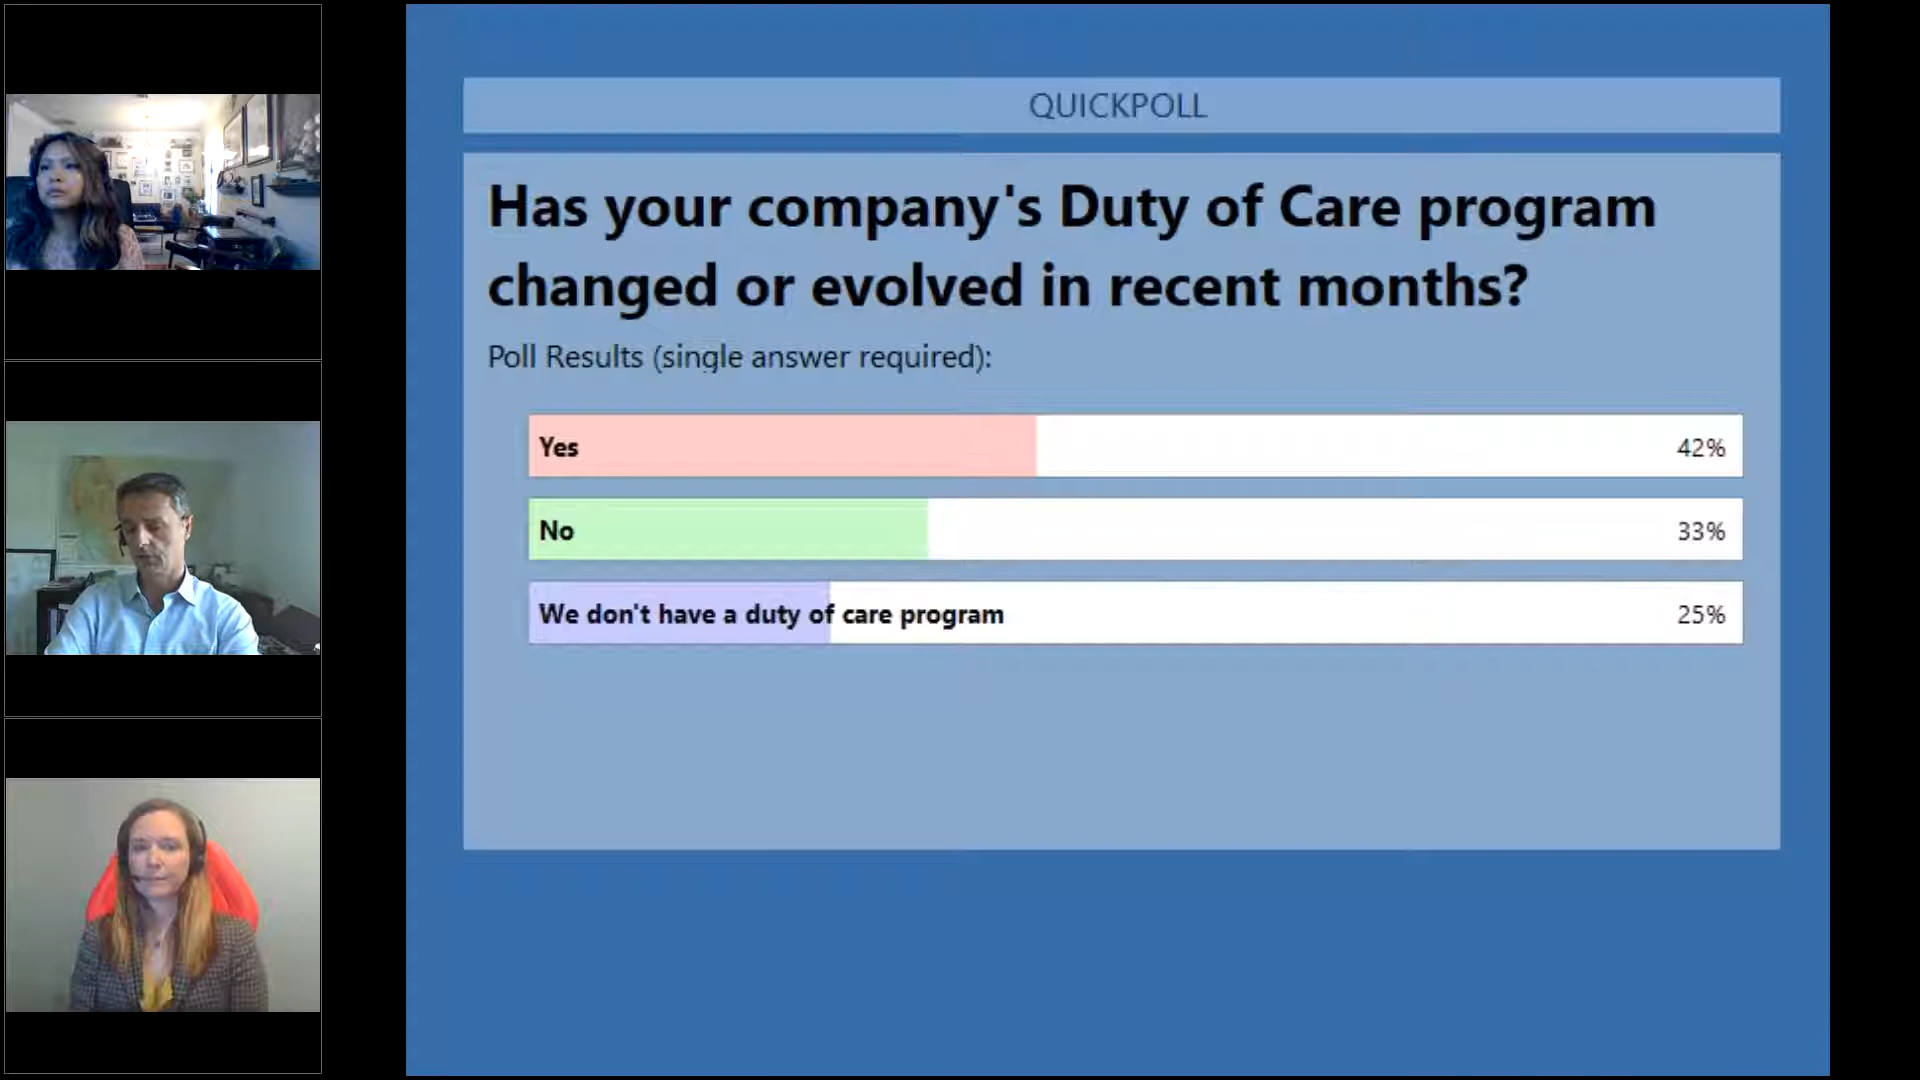 QUICKPOLL
Has your company's Duty of Care program
changed or evolved in recent months?
Poll Results (single answer required):
Yes 42%
No 33%
We don't have a duty of care program 25%